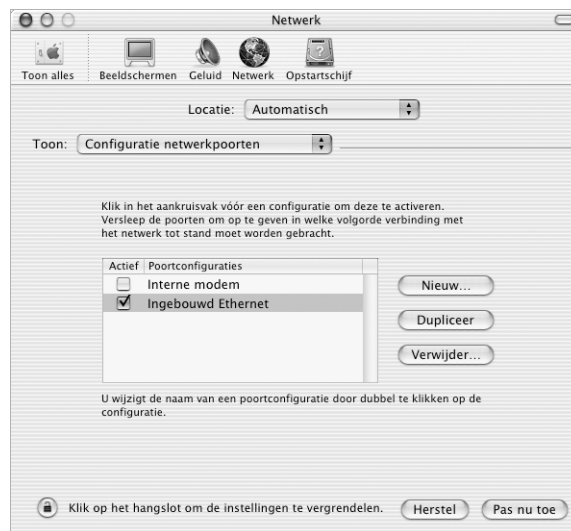 Netwerk
Toon alles Beeldschermen Geluid Netwerk Opstartschijf
Locatie: Automatisch
Toon: Configuratie netwerkpoorten
Klik in het aankruisvak vóór een configuratie om deze te activeren.
Versleep de poorten om op te geven in welke volgorde verbinding met
het netwerk tot stand moet worden gebracht.
Actief Poortconfiguraties
Interne modem
Ingebouwd Ethernet
Nieuw...
Dupliceer
Verwijder...
U wijzigt de naam van een poortconfiguratie door dubbel te klikken op de
configuratie.
Klik op het hangslot om de instellingen te vergrendelen. Herstel Pas nu toe